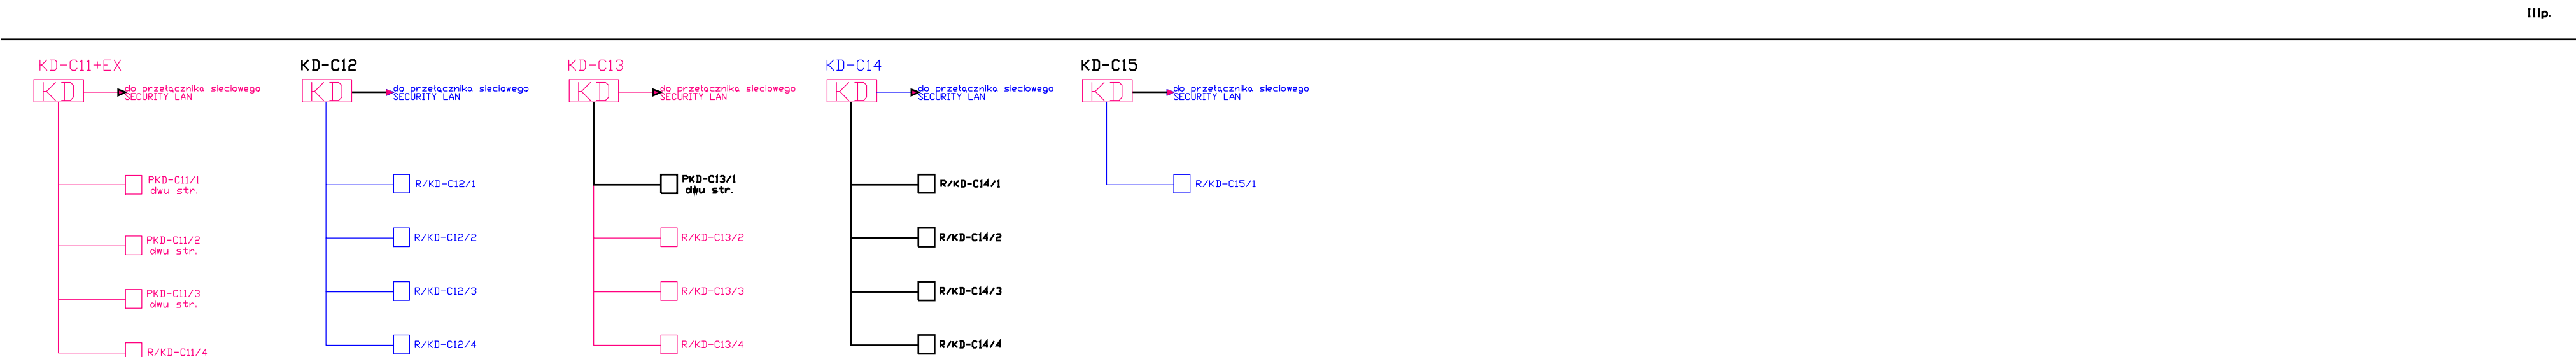 IIIp.
KD-C11+EX
KD
do przełącznika sieciowego
SECURITY LAN
PKD-C11/1
dwu str.
PKD-C11/2
dwu str.
PKD-C11/3
dwu str.
R/KD-C11/4
KD-C12
KD
do przełącznika sieciowego
SECURITY LAN
R/KD-C12/1
R/KD-C12/2
R/KD-C12/3
R/KD-C12/4
KD-C13
KD
do przełącznika sieciowego
SECURITY LAN
PKD-C13/1
dwu str.
R/KD-C13/2
R/KD-C13/3
R/KD-C13/4
KD-C14
KD
do przełącznika sieciowego
SECURITY LAN
R/KD-C14/1
R/KD-C14/2
R/KD-C14/3
R/KD-C14/4
KD-C15
KD
do przełącznika sieciowego
SECURITY LAN
R/KD-C15/1